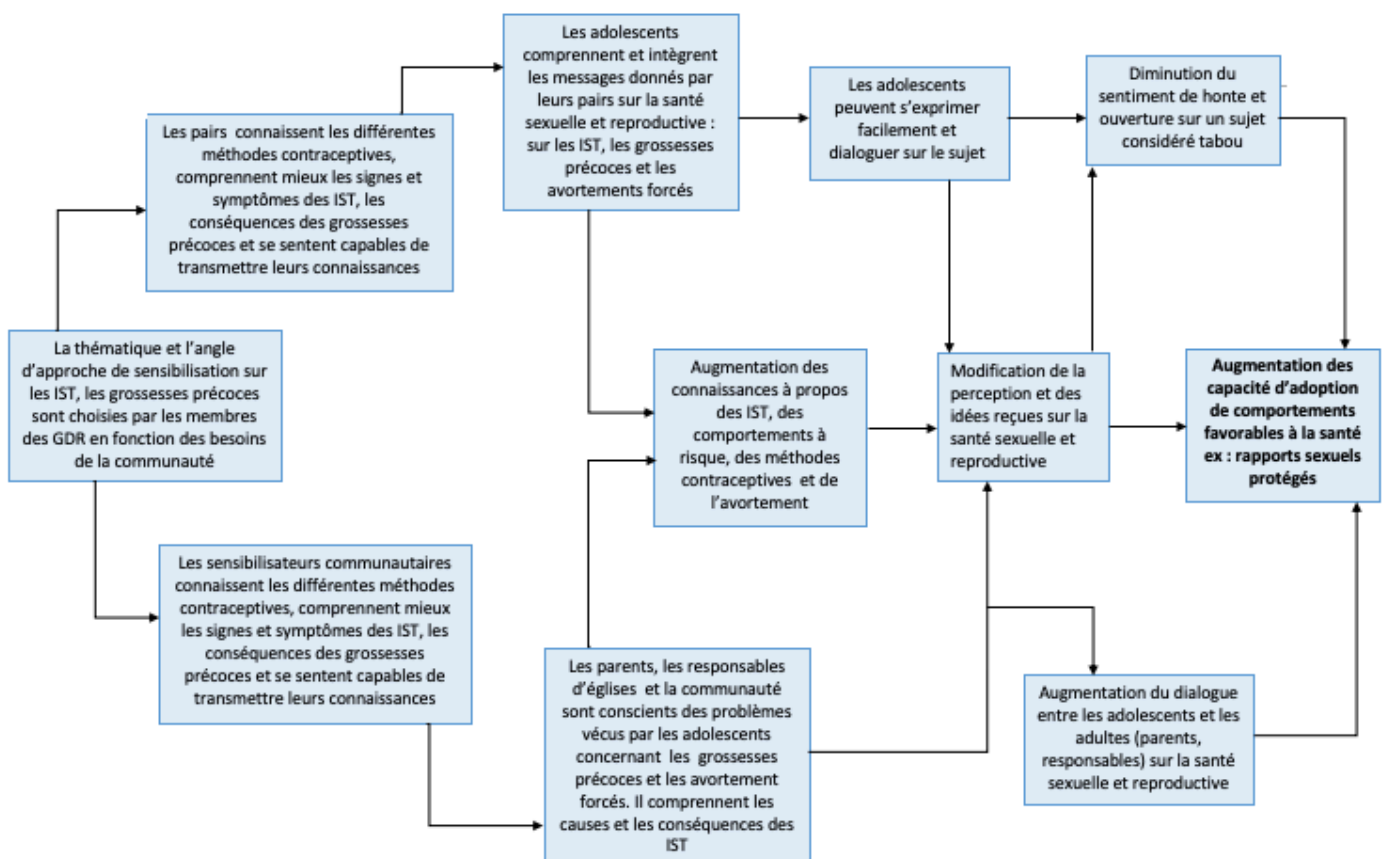 Les adolescents
comprennent et intègrent
les messages donnés par
leurs pairs sur la santé
sexuelle et reproductive :
sur les IST, les grossesses
précoces et les
avortements forcés
Les adolescents
peuvent s'exprimer
facilement et
dialoguer sur le sujet
Diminution du
sentiment de honte et
ouverture sur un sujet
considéré tabou
Les pairs connaissent les différentes
méthodes contraceptives,
comprennent mieux les signes et
symptômes des IST, les
conséquences des grossesses
précoces et se sentent capables de
transmettre leurs connaissances
La thématique et l'angle
d'approche de sensibilisation sur
les IST, les grossesses précoces
sont choisies par les membres
des GDR en fonction des besoins
de la communauté
Augmentation des
connaissances à propos
des IST, des
comportements à
risque, des méthodes
contraceptives et de
l'avortement
Modification de la
perception et des
idées reçues sur la
santé sexuelle et
reproductive
Augmentation des
capacité d'adoption
de comportements
favorables à la santé
ex : rapports sexuels
protégés
Les sensibilisateurs communautaires
connaissent les différentes méthodes
contraceptives, comprennent mieux
les signes et symptômes des IST, les
conséquences des grossesses
précoces et se sentent capables de
transmettre leurs connaissances
Les parents, les responsables
d'églises et la communauté
sont conscients des problèmes
vécus par les adolescents
concernant les grossesses
précoces et les avortement
forcés. Il comprennent les
causes et les conséquences des
IST
Augmentation du dialogue
entre les adolescents et les
adultes (parents,
responsables) sur la santé
sexuelle et reproductive